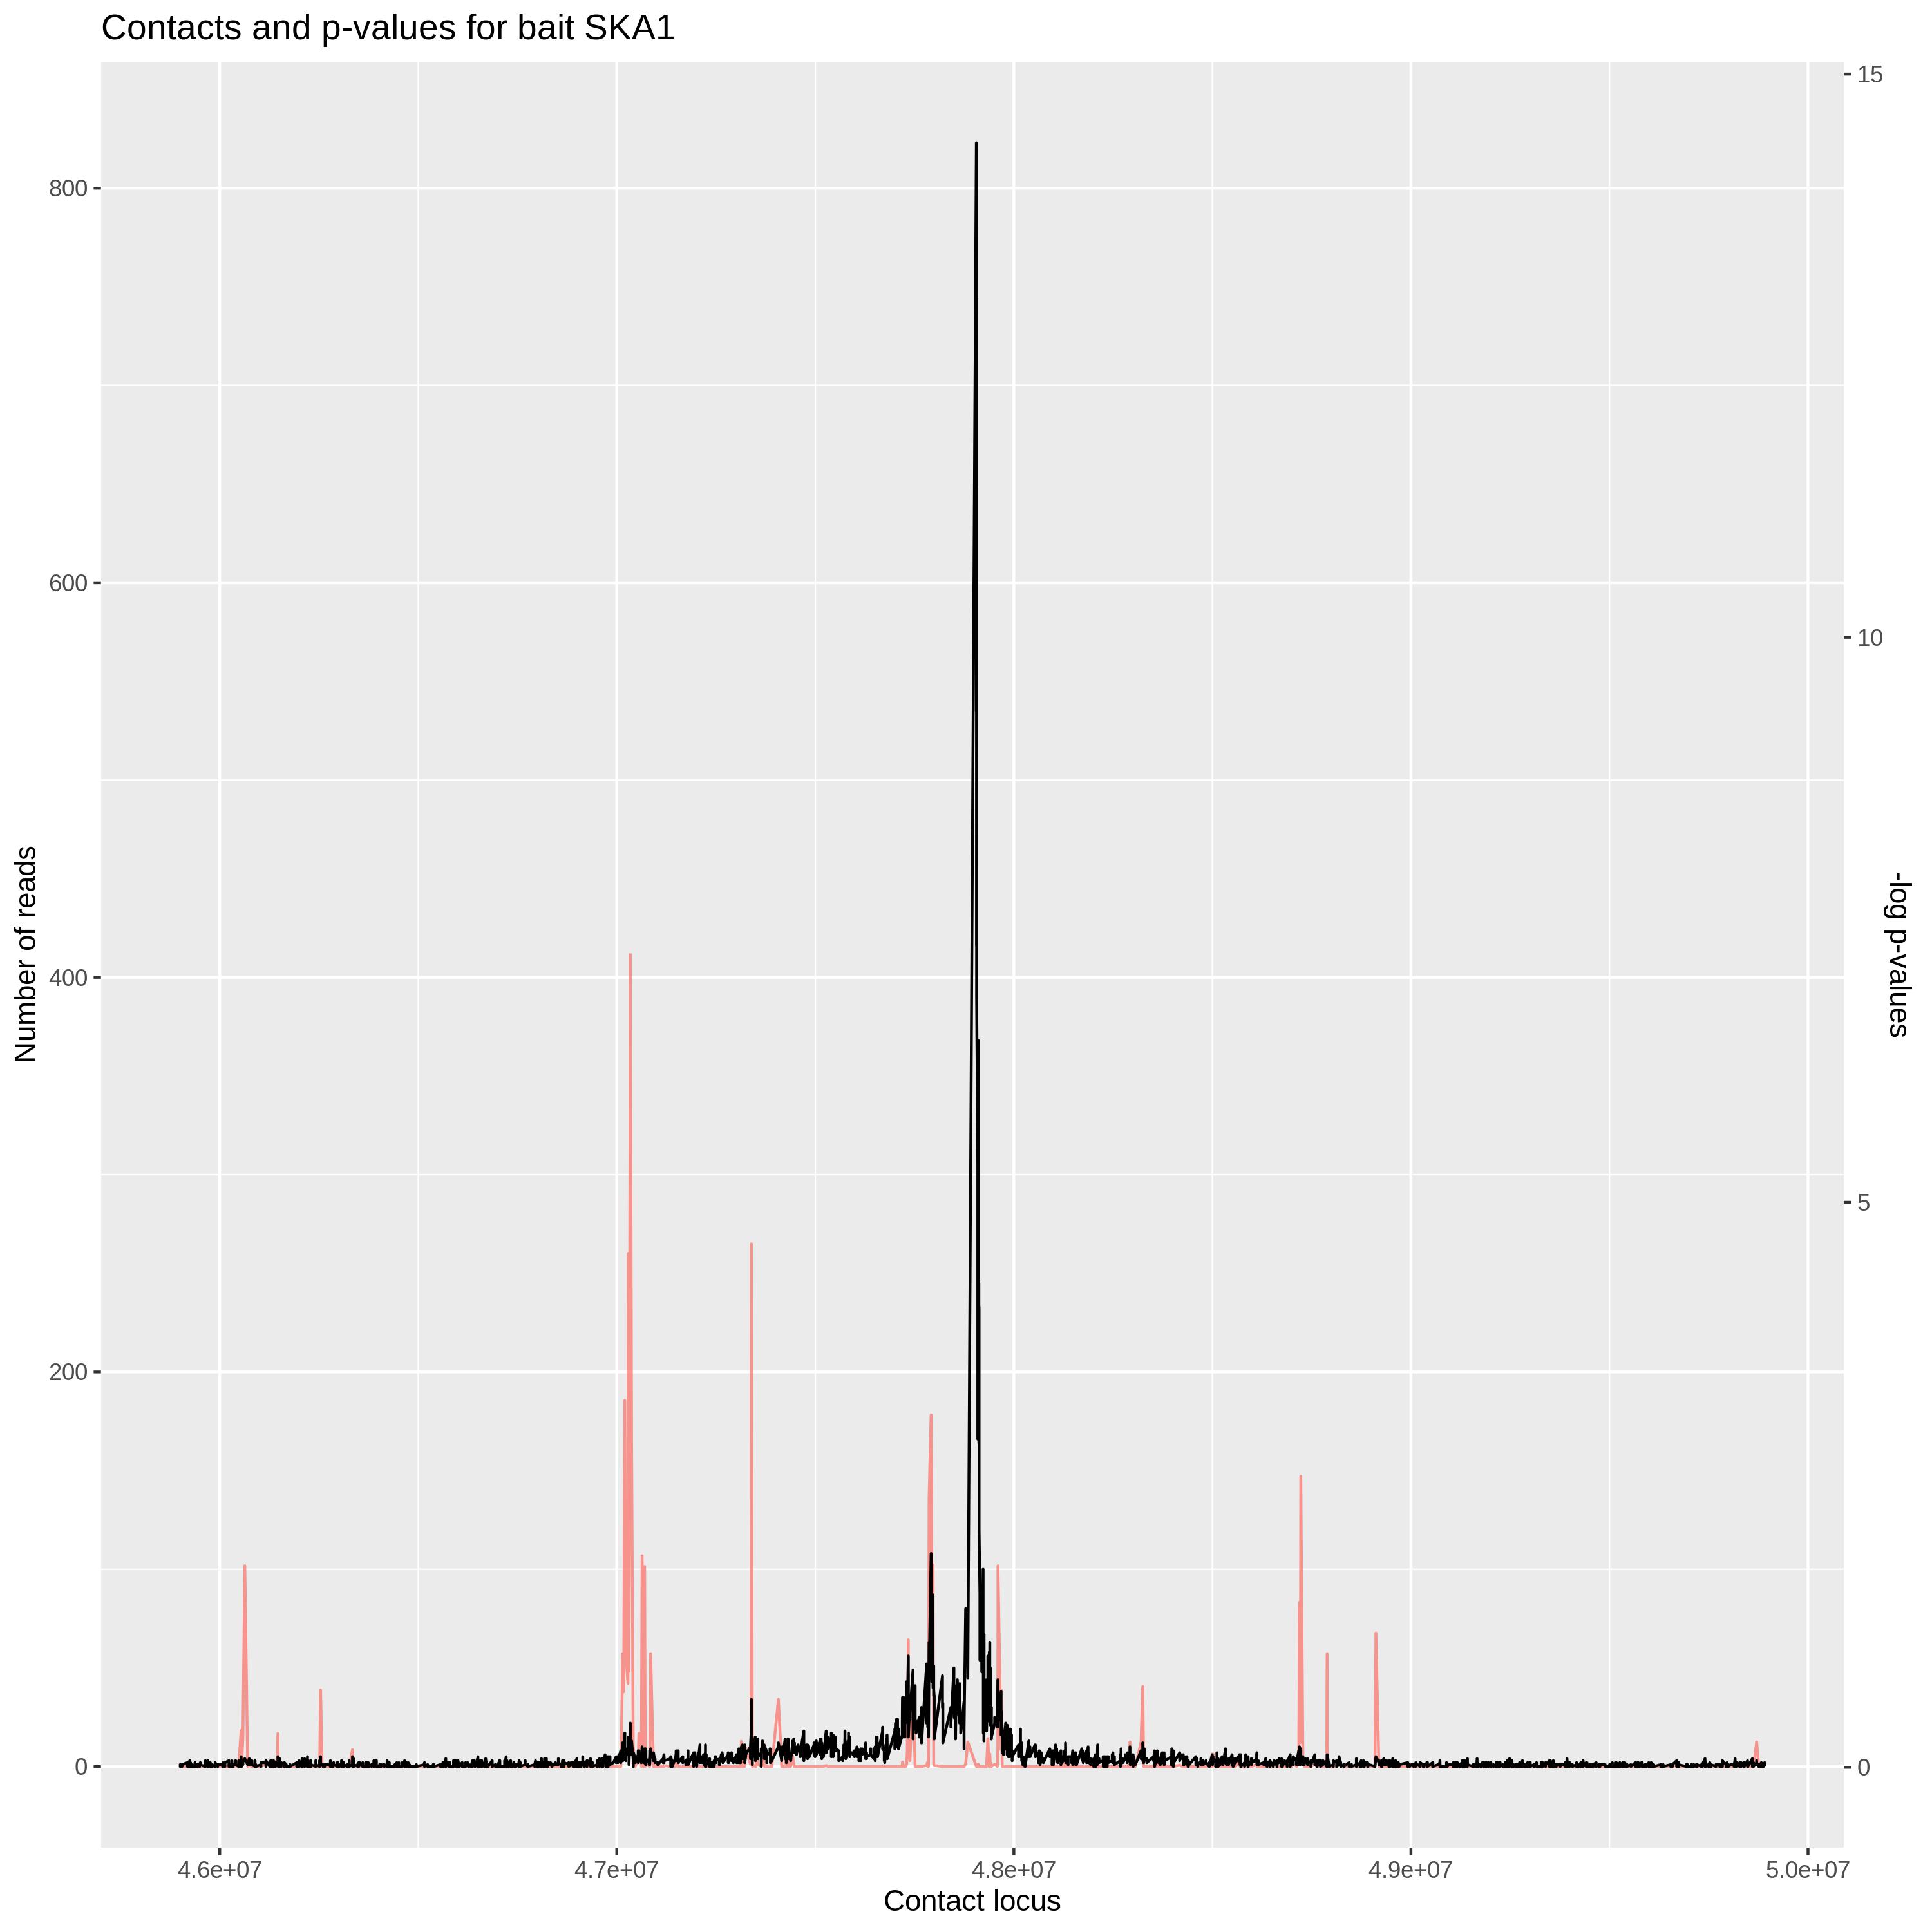 Contacts and p-values for bait SKA1
15
800
10
600
Number of reads
-log p-values
400
5
200
0
0
4.6e+07
4.7e+07
4.8e+07
4.9e+07
5.0e+07
Contact locus